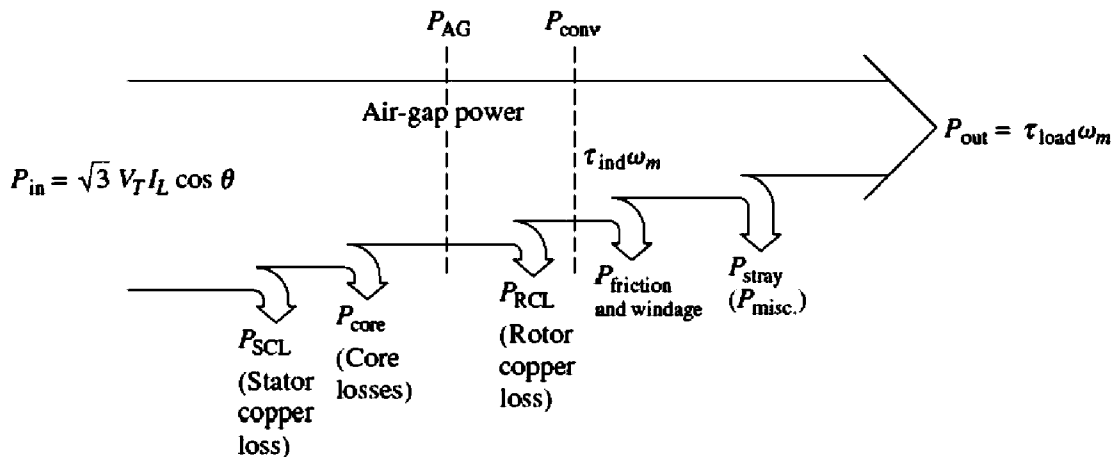 P_AG
P_conv
Air-gap power
P_in = √3 V_T I_L cos θ
τ_ind ω_m
P_out = τ_load ω_m
P_SCL
(Stator
copper
loss)
P_core
(Core
losses)
P_RCL
(Rotor
copper
loss)
P_friction
and windage
P_stray
(P_misc.)